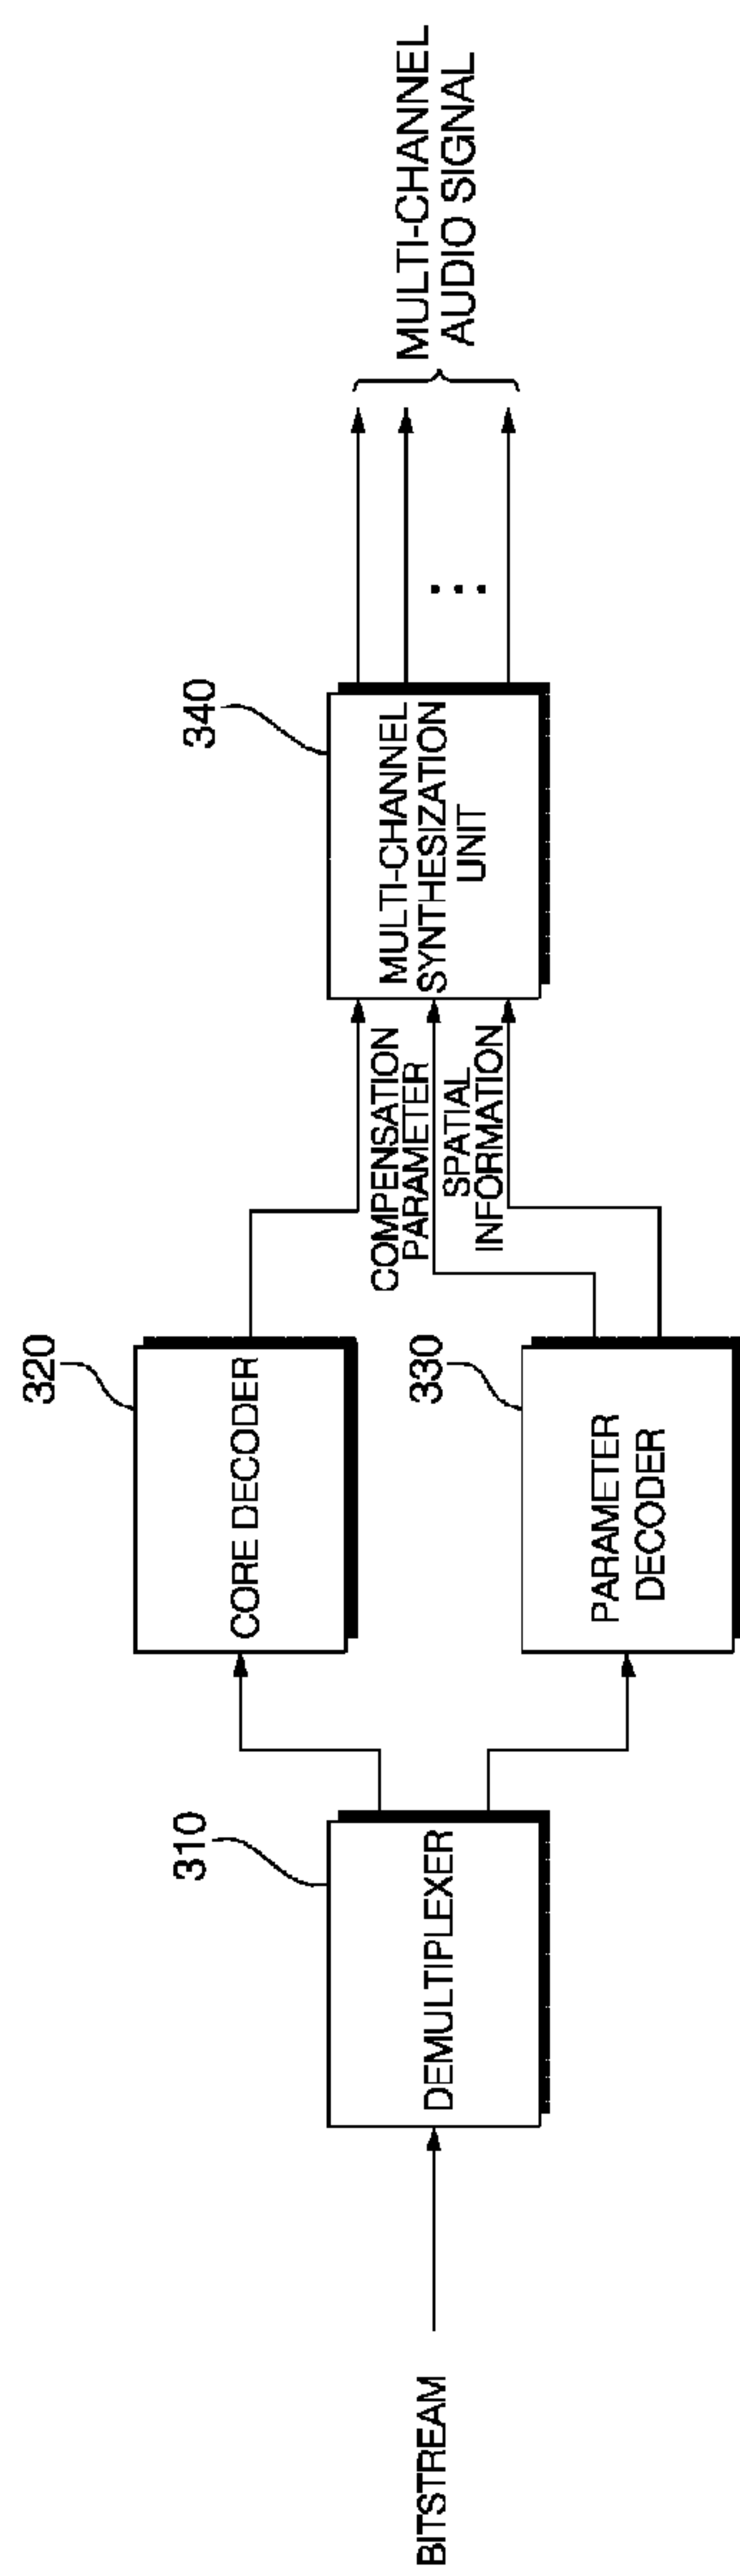 BITSTREAM
310
DEMULTIPLEXER
320
CORE DECODER
330
PARAMETER
DECODER
COMPENSATION
PARAMETER
SPATIAL
INFORMATION
340
MULTI-CHANNEL
SYNTHESIZATION
UNIT
...
MULTI-CHANNEL
AUDIO SIGNAL